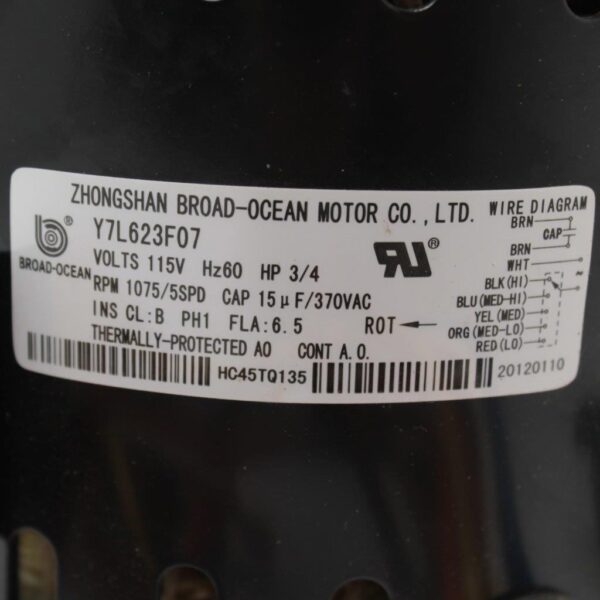 ZHONGSHAN BROAD-OCEAN MOTOR CO., LTD.
BROAD-OCEAN ®
Y7L623F07
VOLTS 115V Hz60 HP 3/4
RPM 1075/5SPD CAP 15μF/370VAC
INS CL:B PH1 FLA:6.5 ROT ←
THERMALLY-PROTECTED AO CONT A.O.
HC45TQ135
RU ®
WIRE DIAGRAM
BRN
CAP
BRN
WHT
~
BLK(HI)
BLU(MED-HI)
YEL(MED)
ORG(MED-LO)
RED(LO)
20120110